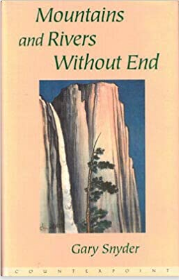 Mountains
and Rivers
Without End
Gary Snyder
COUNTERPOINT